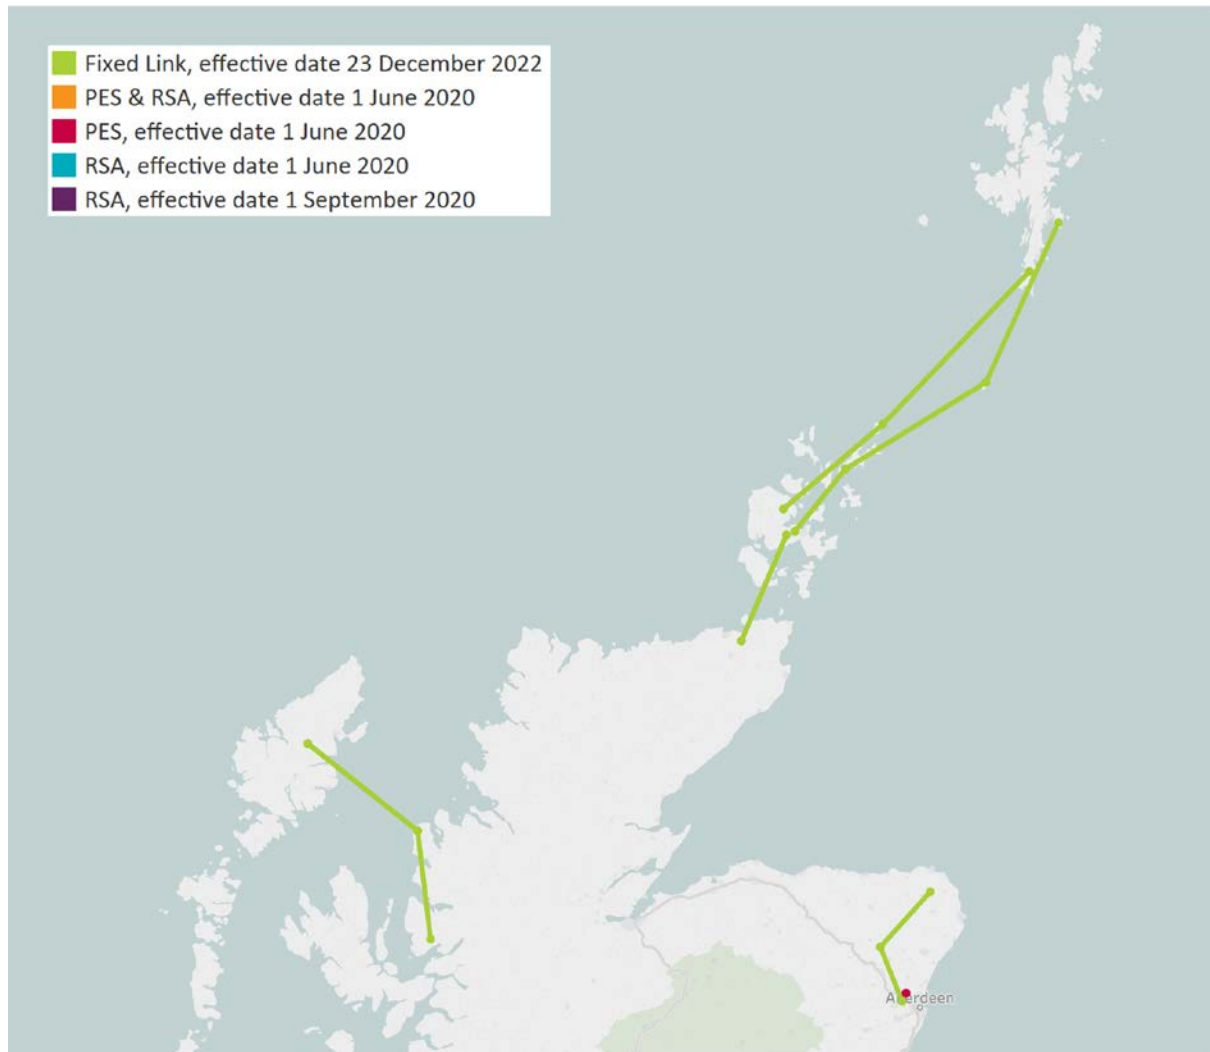 Fixed Link, effective date 23 December 2022
PES & RSA, effective date 1 June 2020
PES, effective date 1 June 2020
RSA, effective date 1 June 2020
RSA, effective date 1 September 2020
Aberdeen